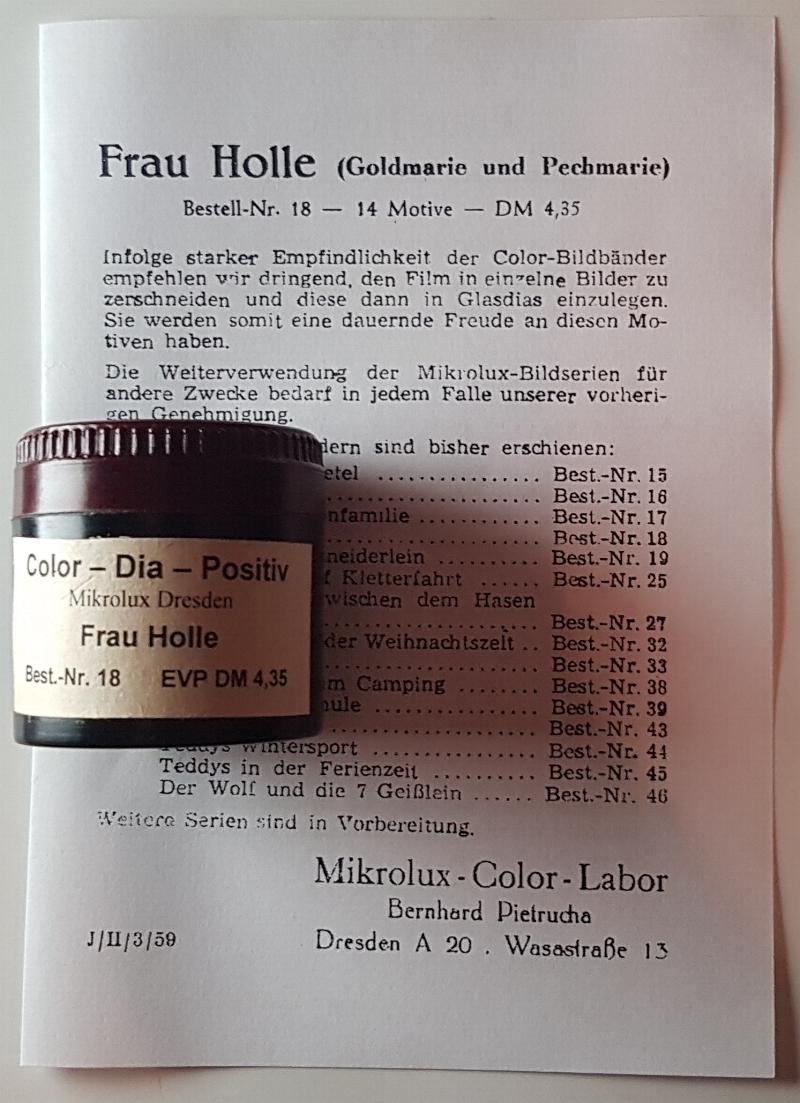 Frau Holle (Goldmarie und Pechmarie)
Bestell-Nr. 18 — 14 Motive — DM 4,35
Infolge starker Empfindlichkeit der Color-Bildbänder
empfehlen wir dringend, den Film in einzelne Bilder zu
zerschneiden und diese dann in Glasdias einzulegen.
Sie werden somit eine dauernde Freude an diesen Mo-
tiven haben.
Die Weiterverwendung der Mikrolux-Bildserien für
andere Zwecke bedarf in jedem Falle unserer vorheri-
gen Genehmigung.
dern sind bisher erschienen:
etel ................ Best.-Nr. 15
.................... Best.-Nr. 16
nfamilie ............ Best.-Nr. 17
.................... Best.-Nr. 18
neiderlein .......... Best.-Nr. 19
f Kletterfahrt ...... Best.-Nr. 25
wischen dem Hasen
.................... Best.-Nr. 27
der Weihnachtszeit .. Best.-Nr. 32
.................... Best.-Nr. 33
m Camping ........ Best.-Nr. 38
ule ................ Best.-Nr. 39
.................... Best.-Nr. 43
Teddys Wintersport ................ Best.-Nr. 44
Teddys in der Ferienzeit .......... Best.-Nr. 45
Der Wolf und die 7 Geißlein ...... Best.-Nr. 46
Weitere Serien sind in Vorbereitung.
Mikrolux-Color-Labor
Bernhard Pietrucha
J/II/3/59 Dresden A 20 . Wasastraße 13
Color – Dia – Positiv
Mikrolux Dresden
Frau Holle
Best.-Nr. 18 EVP DM 4,35